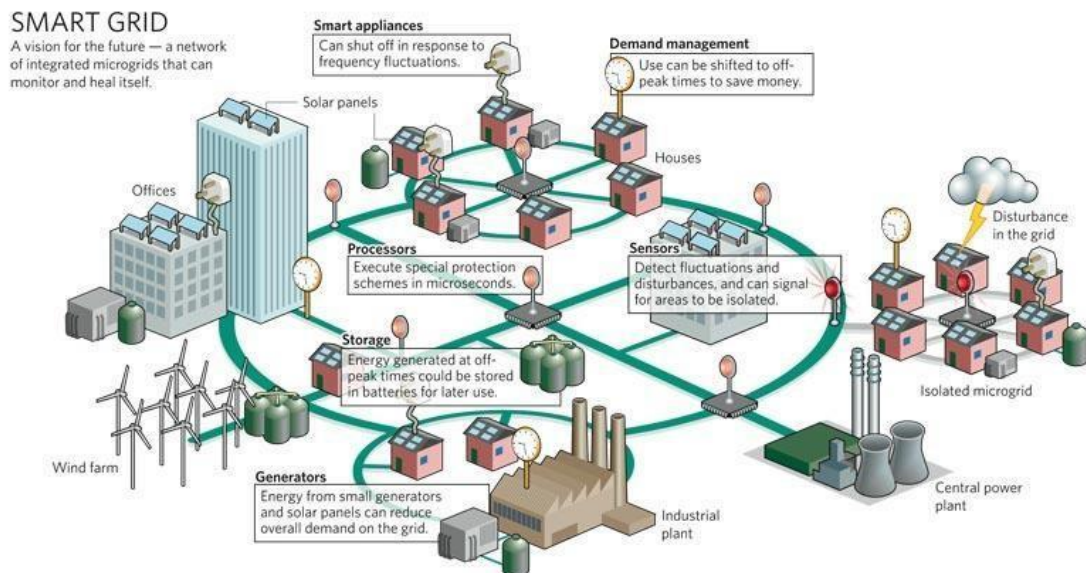 SMART GRID
A vision for the future — a network
of integrated microgrids that can
monitor and heal itself.
Smart appliances
Can shut off in response to
frequency fluctuations.
Demand management
Use can be shifted to off-
peak times to save money.
Solar panels
Houses
Offices
Disturbance
in the grid
Processors
Execute special protection
schemes in microseconds.
Sensors
Detect fluctuations and
disturbances, and can signal
for areas to be isolated.
Storage
Energy generated at off-
peak times could be stored
in batteries for later use.
Isolated microgrid
Wind farm
Generators
Energy from small generators
and solar panels can reduce
overall demand on the grid.
Industrial
plant
Central power
plant